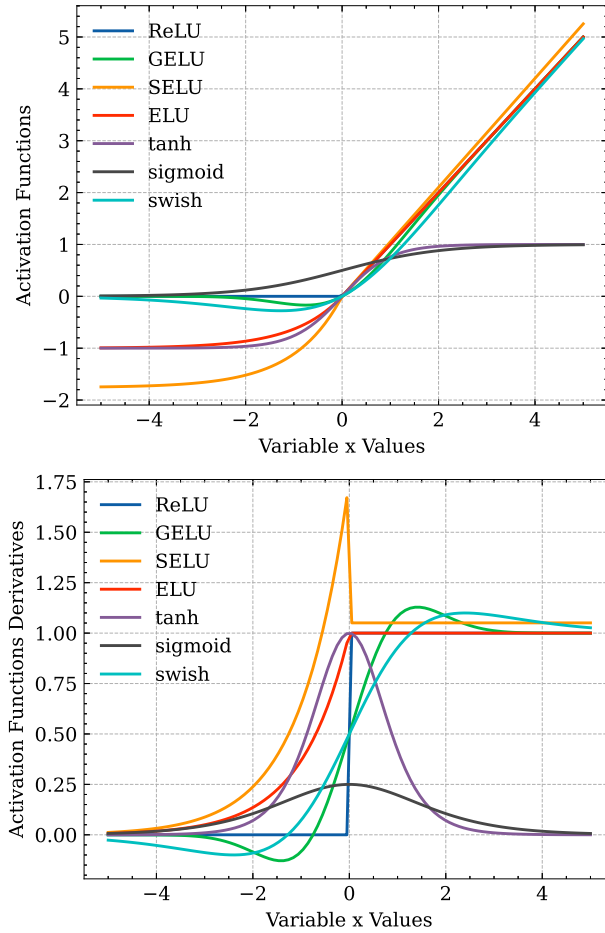 5
4
3
2
1
0
−1
−2
Activation Functions
ReLU
GELU
SELU
ELU
tanh
sigmoid
swish
−4
−2
0
2
4
Variable x Values
1.75
1.50
1.25
1.00
0.75
0.50
0.25
0.00
Activation Functions Derivatives
ReLU
GELU
SELU
ELU
tanh
sigmoid
swish
−4
−2
0
2
4
Variable x Values